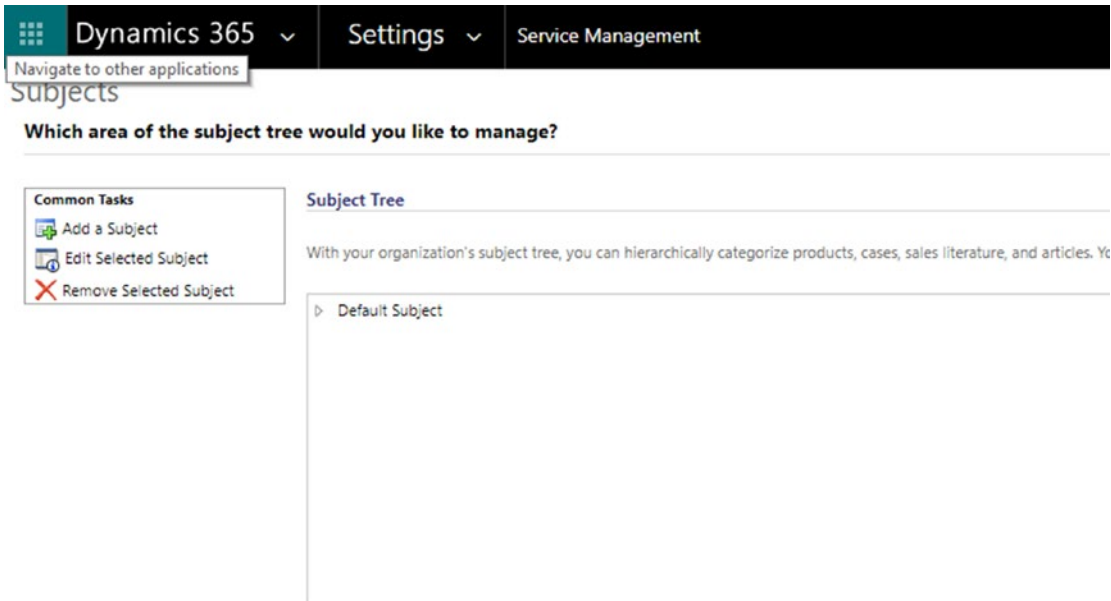 Dynamics 365 Settings Service Management
Navigate to other applications
Subjects
Which area of the subject tree would you like to manage?
Common Tasks
Add a Subject
Edit Selected Subject
Remove Selected Subject
Subject Tree
With your organization's subject tree, you can hierarchically categorize products, cases, sales literature, and articles.
Default Subject